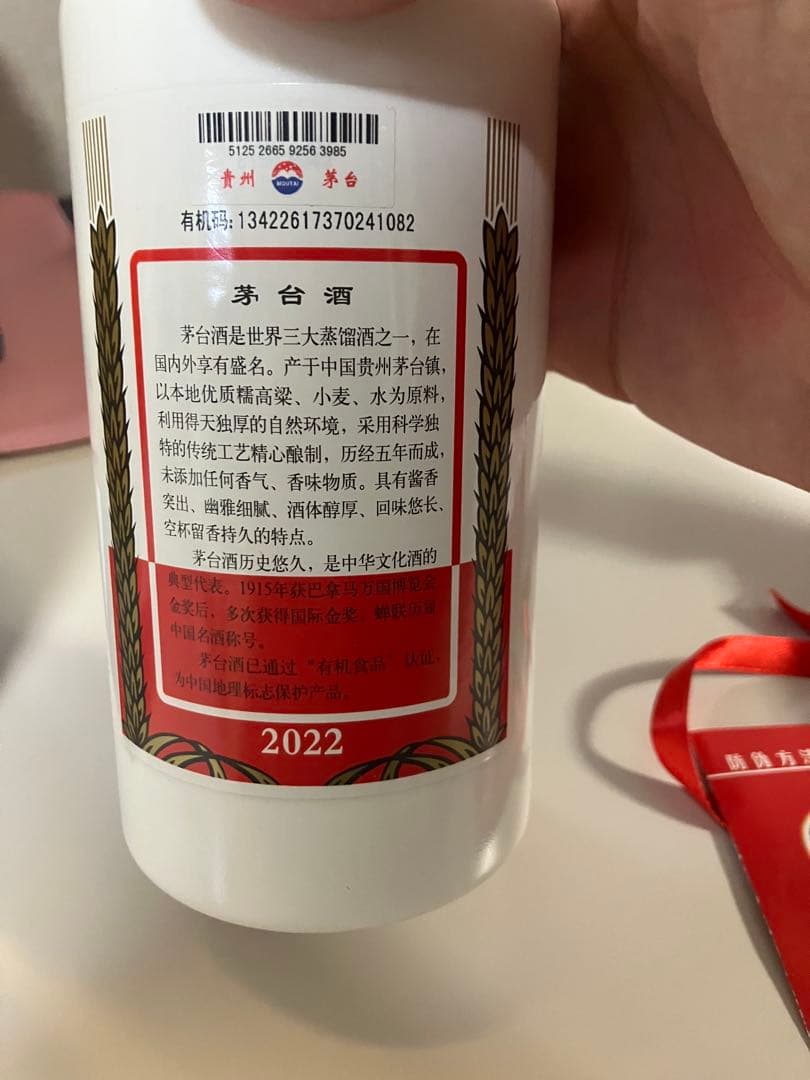 5125 2665 9256 3985
贵州 MOUTAI 茅台
有机码:13422617370241082
茅台酒
茅台酒是世界三大蒸馏酒之一，在
国内外享有盛名。产于中国贵州茅台镇，
以本地优质糯高粱、小麦、水为原料，
利用得天独厚的自然环境，采用科学独
特的传统工艺精心酿制，历经五年而成，
未添加任何香气、香味物质。具有酱香
突出、幽雅细腻、酒体醇厚、回味悠长、
空杯留香持久的特点。
茅台酒历史悠久，是中华文化酒的
典型代表。1915年获巴拿马万国博览会
金奖后，多次获得国际金奖，蝉联历届
中国名酒称号。
茅台酒已通过“有机食品”认证，
为中国地理标志保护产品。
2022
防伪方法